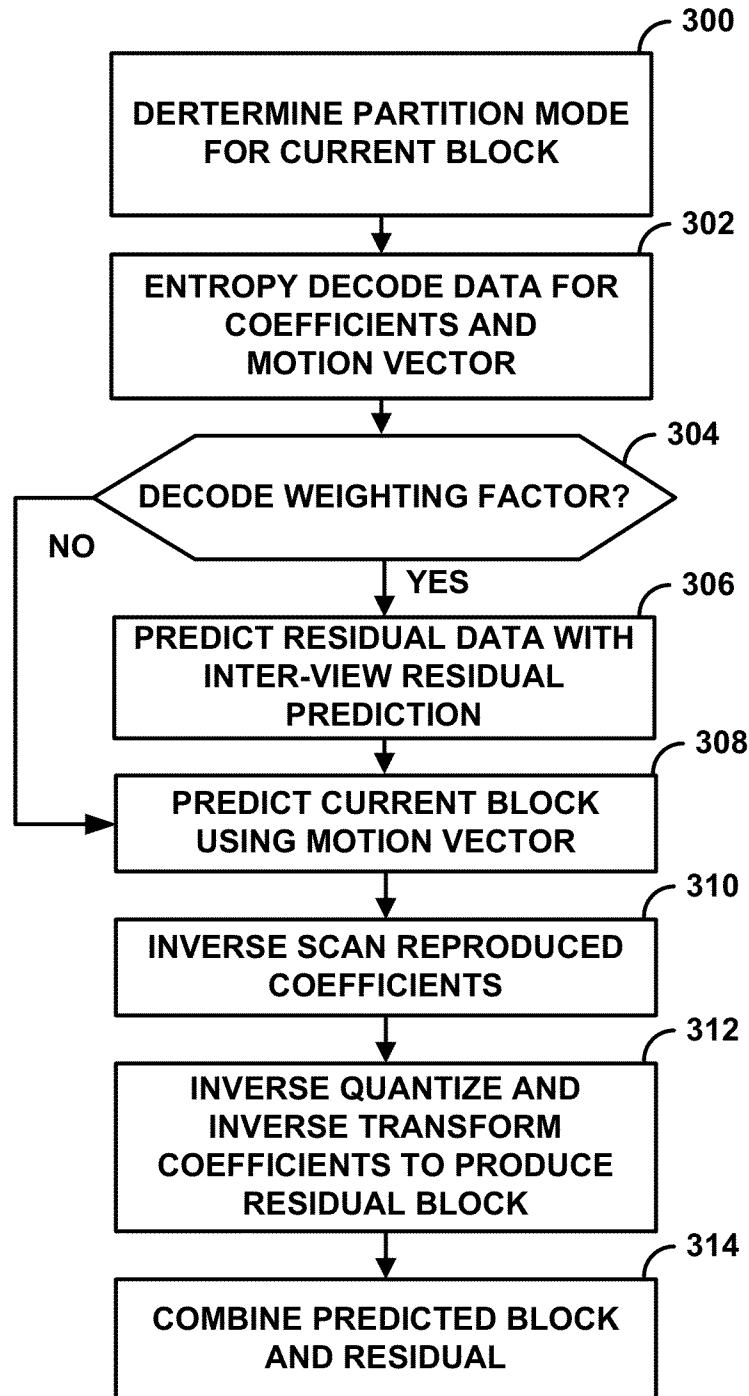 300
DERTERMINE PARTITION MODE
FOR CURRENT BLOCK
302
ENTROPY DECODE DATA FOR
COEFFICIENTS AND
MOTION VECTOR
304
DECODE WEIGHTING FACTOR?
NO
YES
306
PREDICT RESIDUAL DATA WITH
INTER-VIEW RESIDUAL
PREDICTION
308
PREDICT CURRENT BLOCK
USING MOTION VECTOR
310
INVERSE SCAN REPRODUCED
COEFFICIENTS
312
INVERSE QUANTIZE AND
INVERSE TRANSFORM
COEFFICIENTS TO PRODUCE
RESIDUAL BLOCK
314
COMBINE PREDICTED BLOCK
AND RESIDUAL